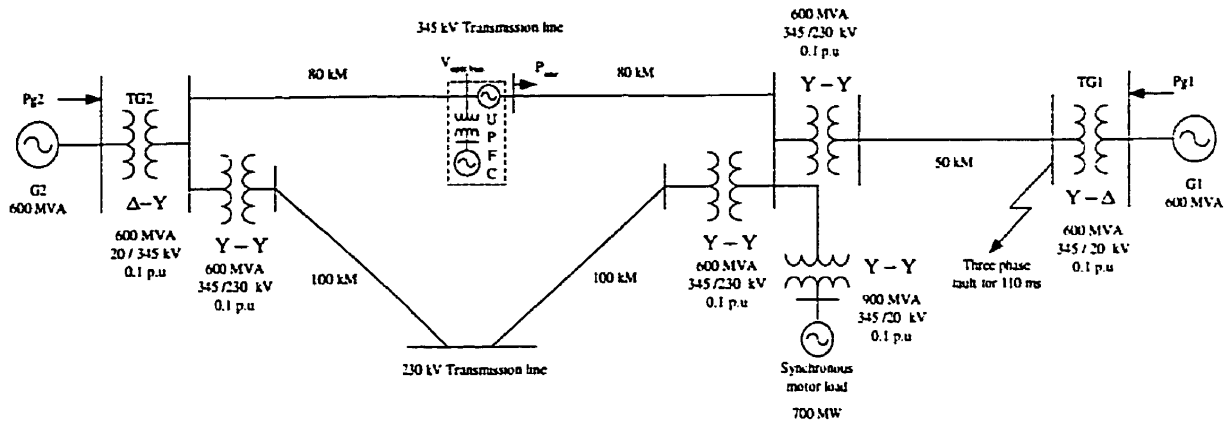 345 kV Transmission line
600 MVA
345/230 kV
0.1 p.u
Y – Y
80 kM
V
P
80 kM
U
P
F
C
Pg2
TG2
G2
600 MVA
Δ–Y
600 MVA
20 / 345 kV
0.1 p.u
Y – Y
600 MVA
345/230 kV
0.1 p.u
100 kM
230 kV Transmission line
100 kM
Y – Y
600 MVA
345/230 kV
0.1 p.u
Y – Y
900 MVA
345/20 kV
0.1 p.u
Synchronous
motor load
700 MW
50 kM
Three phase
fault for 110 ms
TG1
Y – Δ
600 MVA
345/ 20 kV
0.1 p.u
Pg1
G1
600 MVA